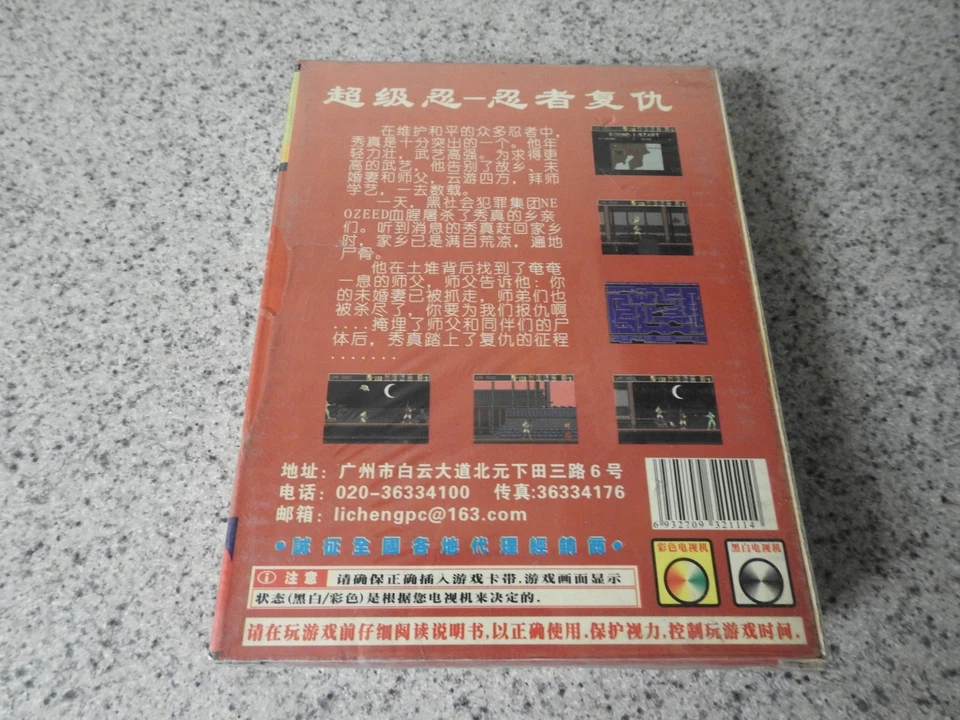 超级忍-忍者复仇
在维护和平的众多忍者中,
秀真是十分突出的一个。他年
轻力壮,武艺高强。为求得更
高的武艺,他告别了故乡、未
婚妻和师父,云游四方,拜师
学艺,一去数载。
一天,黑社会犯罪集团NE
OZEED血腥屠杀了秀真的乡亲
们。听到消息的秀真赶回家乡
时,家乡已是满目荒凉,遍地
尸骨。
他在土堆背后找到了奄奄
一息的师父,师父告诉他:你
的未婚妻已被抓走,师弟们也
被杀尽了,你要为我们报仇啊
....掩埋了师父和同伴们的尸
体后,秀真踏上了复仇的征程
.......
地址:广州市白云大道北元下田三路6号
电话:020-36334100 传真:36334176
邮箱:lichengpc@163.com
6 932709 321114
•誠征全國各地代理經銷商•
彩色电视机
黑白电视机
注意 请确保正确插入游戏卡带.游戏画面显示
状态(黑白/彩色)是根据您电视机来决定的.
请在玩游戏前仔细阅读说明书,以正确使用.保护视力,控制玩游戏时间.